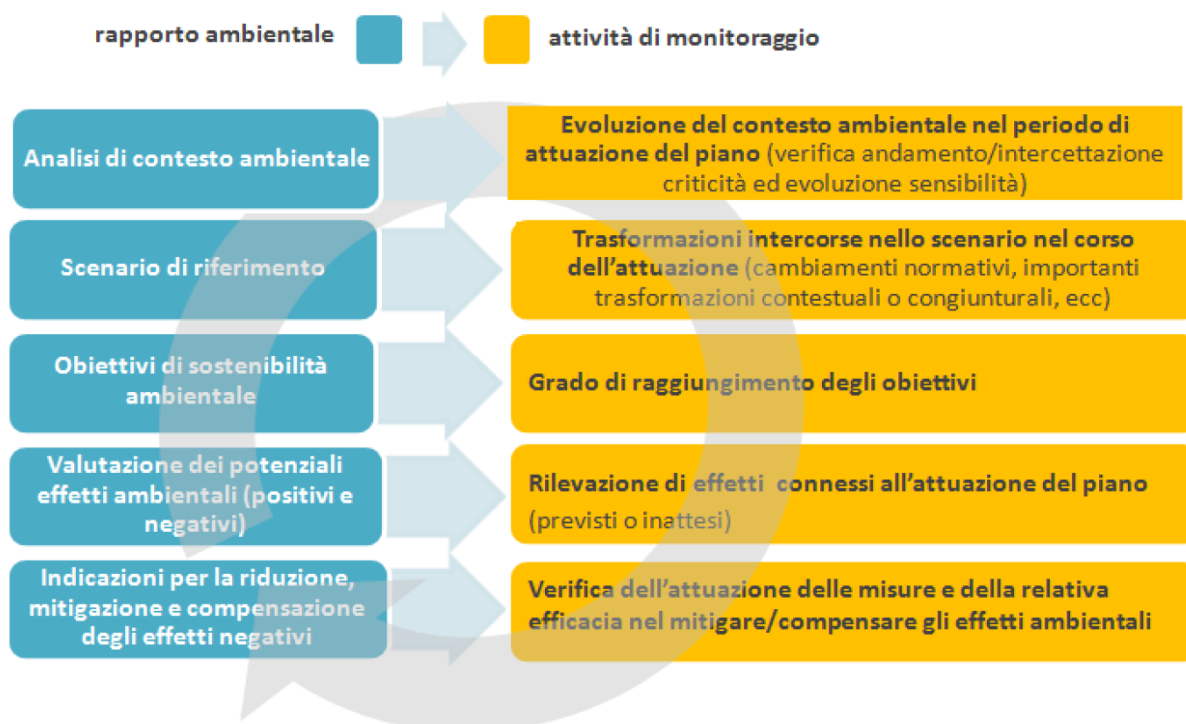 rapporto ambientale
attività di monitoraggio
Analisi di contesto ambientale
Evoluzione del contesto ambientale nel periodo di
attuazione del piano (verifica andamento/intercettazione
criticità ed evoluzione sensibilità)
Scenario di riferimento
Trasformazioni intercorse nello scenario nel corso
dell’attuazione (cambiamenti normativi, importanti
trasformazioni contestuali o congiunturali, ecc)
Obiettivi di sostenibilità
ambientale
Grado di raggiungimento degli obiettivi
Valutazione dei potenziali
effetti ambientali (positivi e
negativi)
Rilevazione di effetti connessi all’attuazione del piano
(previsti o inattesi)
Indicazioni per la riduzione,
mitigazione e compensazione
degli effetti negativi
Verifica dell’attuazione delle misure e della relativa
efficacia nel mitigare/compensare gli effetti ambientali